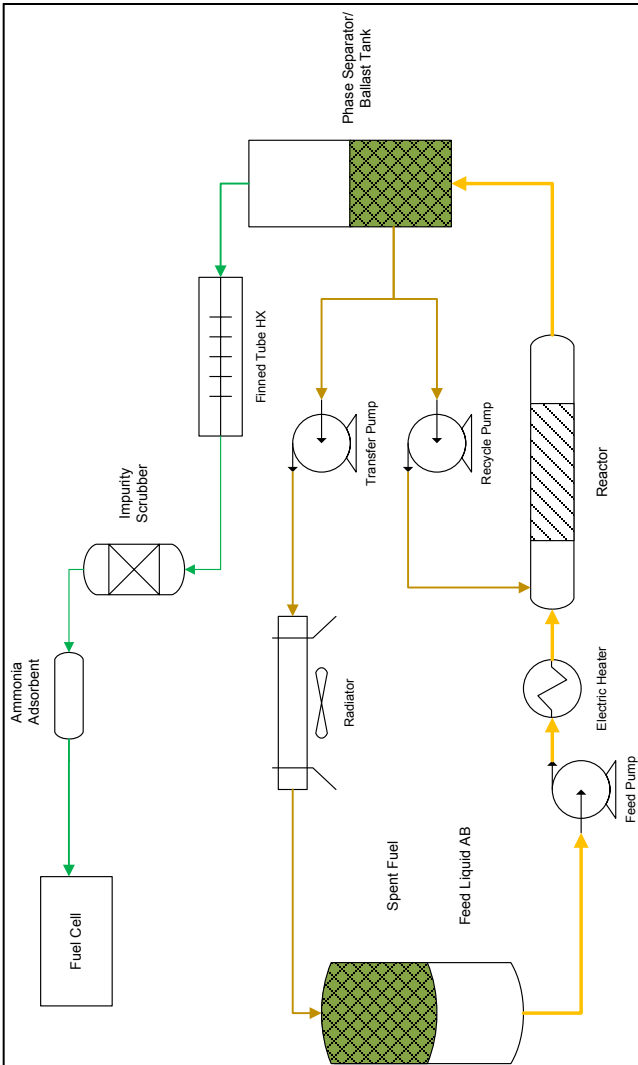 Fuel Cell
Ammonia
Adsorbent
Impurity
Scrubber
Finned Tube HX
Phase Separator/
Ballast Tank
Transfer Pump
Recycle Pump
Radiator
Spent Fuel
Feed Liquid AB
Feed Pump
Electric Heater
Reactor